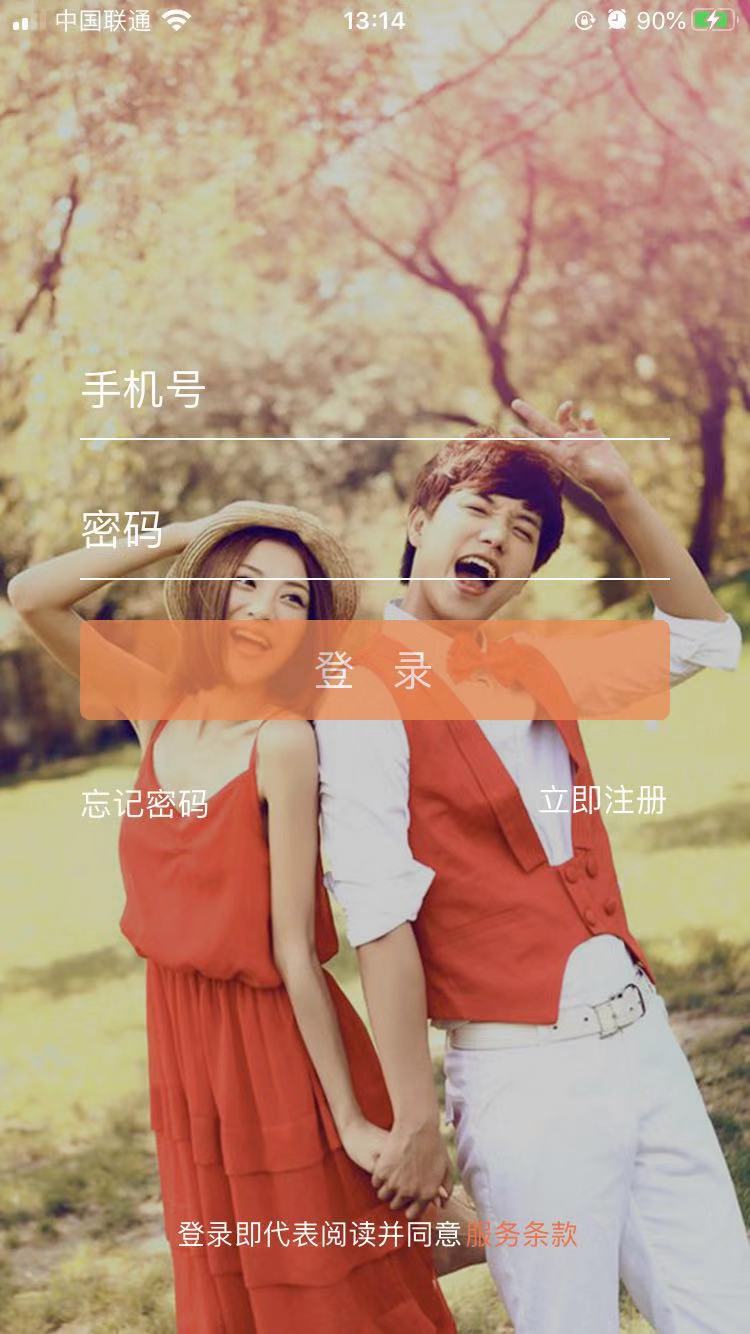 中国联通 13:14 90%
手机号
密码
登 录
忘记密码 立即注册
登录即代表阅读并同意服务条款